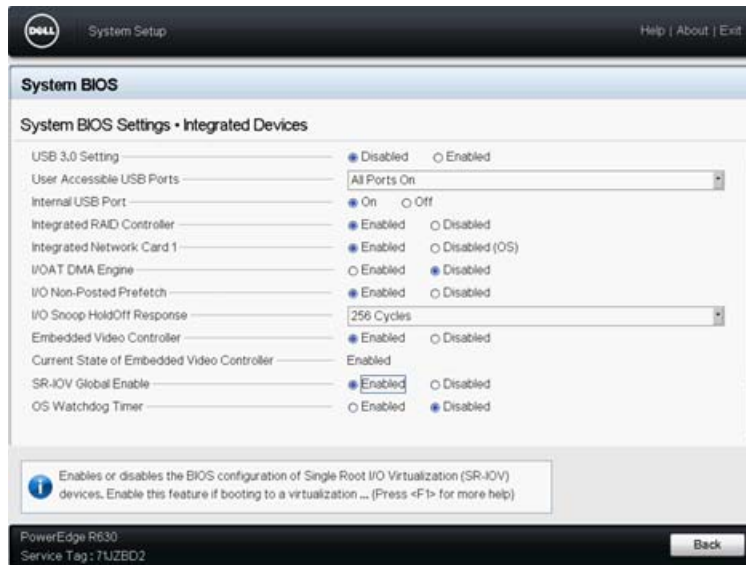 DELL
System Setup
Help | About | Exit
System BIOS
System BIOS Settings • Integrated Devices
USB 3.0 Setting Disabled Enabled
User Accessible USB Ports All Ports On
Internal USB Port On Off
Integrated RAID Controller Enabled Disabled
Integrated Network Card 1 Enabled Disabled (OS)
I/OAT DMA Engine Enabled Disabled
I/O Non-Posted Prefetch Enabled Disabled
I/O Snoop HoldOff Response 256 Cycles
Embedded Video Controller Enabled Disabled
Current State of Embedded Video Controller Enabled
SR-IOV Global Enable Enabled Disabled
OS Watchdog Timer Enabled Disabled
Enables or disables the BIOS configuration of Single Root I/O Virtualization (SR-IOV)
devices. Enable this feature if booting to a virtualization ... (Press <F1> for more help)
PowerEdge R630
Service Tag : 71JZBD2
Back